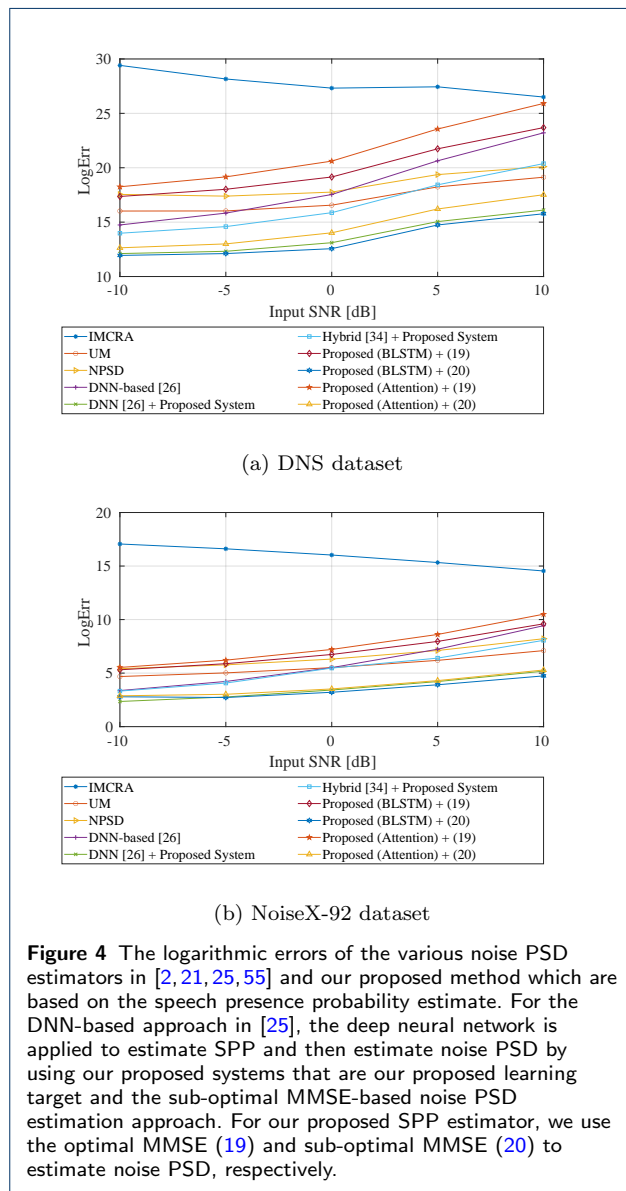 30
25
20
15
10
LogErr
-10 -5 0 5 10
Input SNR [dB]
IMCRA
UM
NPSD
DNN-based [26]
DNN [26] + Proposed System
Hybrid [34] + Proposed System
Proposed (BLSTM) + (19)
Proposed (BLSTM) + (20)
Proposed (Attention) + (19)
Proposed (Attention) + (20)
(a) DNS dataset
20
15
10
5
0
LogErr
-10 -5 0 5 10
Input SNR [dB]
IMCRA
UM
NPSD
DNN-based [26]
DNN [26] + Proposed System
Hybrid [34] + Proposed System
Proposed (BLSTM) + (19)
Proposed (BLSTM) + (20)
Proposed (Attention) + (19)
Proposed (Attention) + (20)
(b) NoiseX-92 dataset
Figure 4 The logarithmic errors of the various noise PSD
estimators in [2, 21, 25, 55] and our proposed method which are
based on the speech presence probability estimate. For the
DNN-based approach in [25], the deep neural network is
applied to estimate SPP and then estimate noise PSD by
using our proposed systems that are our proposed learning
target and the sub-optimal MMSE-based noise PSD
estimation approach. For our proposed SPP estimator, we use
the optimal MMSE (19) and sub-optimal MMSE (20) to
estimate noise PSD, respectively.